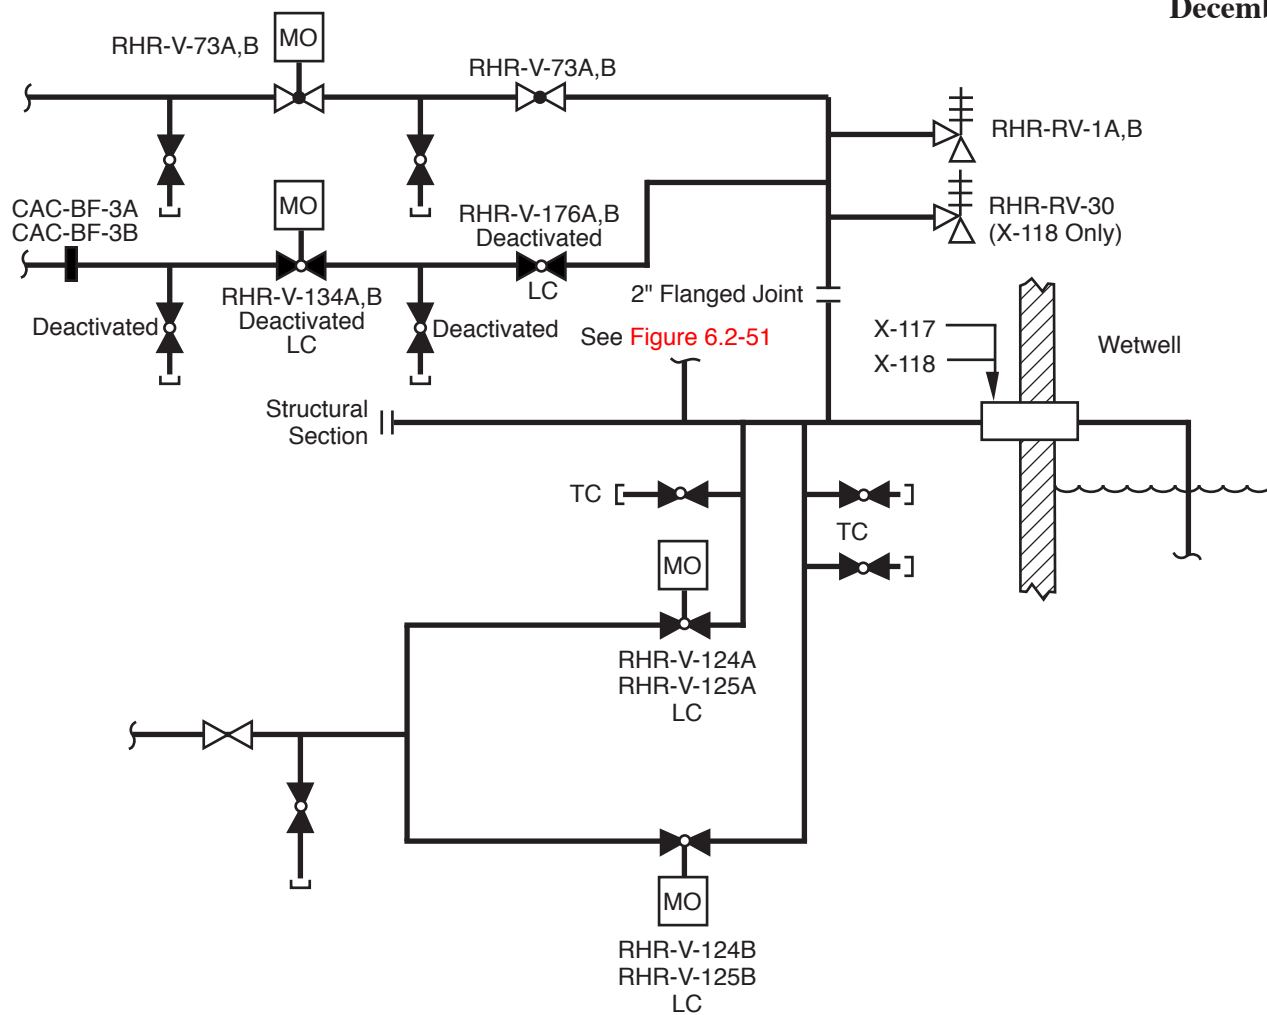 Decemb
MO
RHR-V-73A,B
RHR-V-73A,B
RHR-RV-1A,B
CAC-BF-3A
CAC-BF-3B
MO
RHR-V-176A,B
Deactivated
RHR-RV-30
(X-118 Only)
LC
RHR-V-134A,B
Deactivated
LC
Deactivated
Deactivated
2" Flanged Joint
See Figure 6.2-51
X-117
X-118
Wetwell
Structural
Section
TC
TC
MO
RHR-V-124A
RHR-V-125A
LC
MO
RHR-V-124B
RHR-V-125B
LC